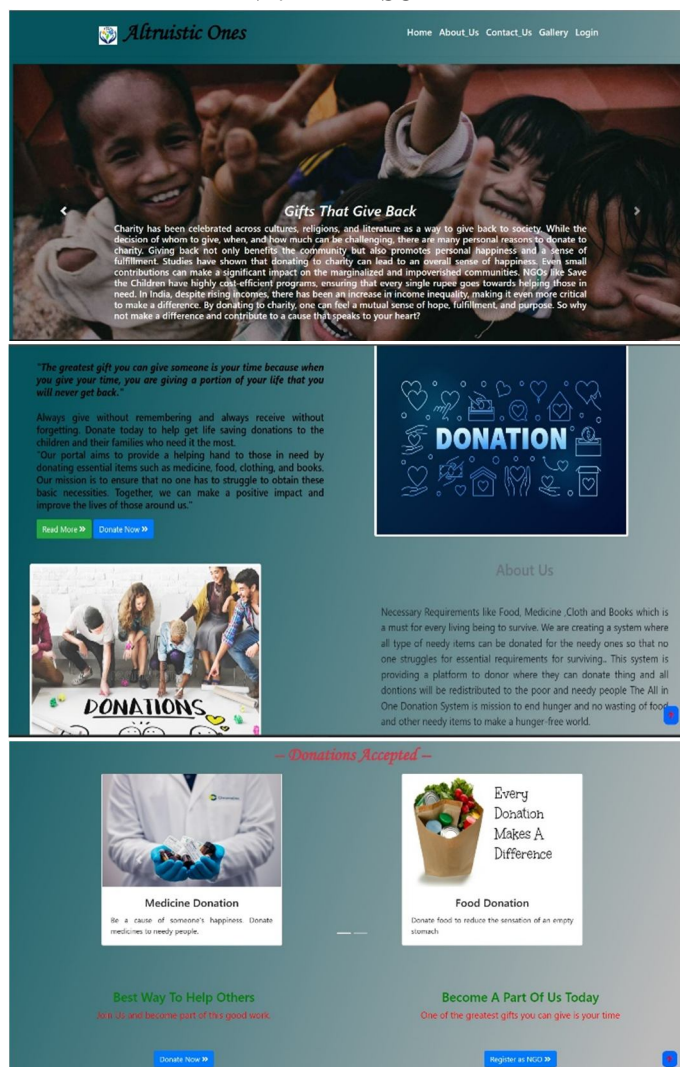 Altruistic Ones
Home About_Us Contact_Us Gallery Login
Gifts That Give Back
Charity has been celebrated across cultures, religions, and literature as a way to give back to society. While the
decision of whom to give, when, and how much can be challenging, there are many personal reasons to donate to
charity. Giving back not only benefits the community but also promotes personal happiness and a sense of
fulfillment. Studies have shown that donating to charity can lead to an overall sense of happiness. Even small
contributions can make a significant impact on the marginalized and impoverished communities. NGOs like Save
the Children have highly cost-efficient programs, ensuring that every single rupee goes towards helping those in
need. In India, despite rising incomes, there has been an increase in income inequality, making it even more critical
to make a difference. By donating to charity, one can feel a mutual sense of hope, fulfillment, and purpose. So why
not make a difference and contribute to a cause that speaks to your heart?
"The greatest gift you can give someone is your time because when
you give your time, you are giving a portion of your life that you
will never get back."
Always give without remembering and always receive without
forgetting. Donate today to help get life saving donations to the
children and their families who need it the most.
"Our portal aims to provide a helping hand to those in need by
donating essential items such as medicine, food, clothing, and books.
Our mission is to ensure that no one has to struggle to obtain these
basic necessities. Together, we can make a positive impact and
improve the lives of those around us."
Read More »
Donate Now »
DONATION
DONATIONS
About Us
Necessary Requirements like Food, Medicine ,Cloth and Books which is
a must for every living being to survive. We are creating a system where
all type of needy items can be donated for the needy ones so that no
one struggles for essential requirements for surviving.. This system is
providing a platform to donor where they can donate thing and all
dontions will be redistributed to the poor and needy people The All in
One Donation System is mission to end hunger and no wasting of food
and other needy items to make a hunger-free world.
-- Donations Accepted --
Medicine Donation
Be a cause of someone's happiness. Donate
medicines to needy people.
Every
Donation
Makes A
Difference
Food Donation
Donate food to reduce the sensation of an empty
stomach
Best Way To Help Others
Join Us and become part of this good work.
Donate Now »
Become A Part Of Us Today
One of the greatest gifts you can give is your time
Register as NGO »